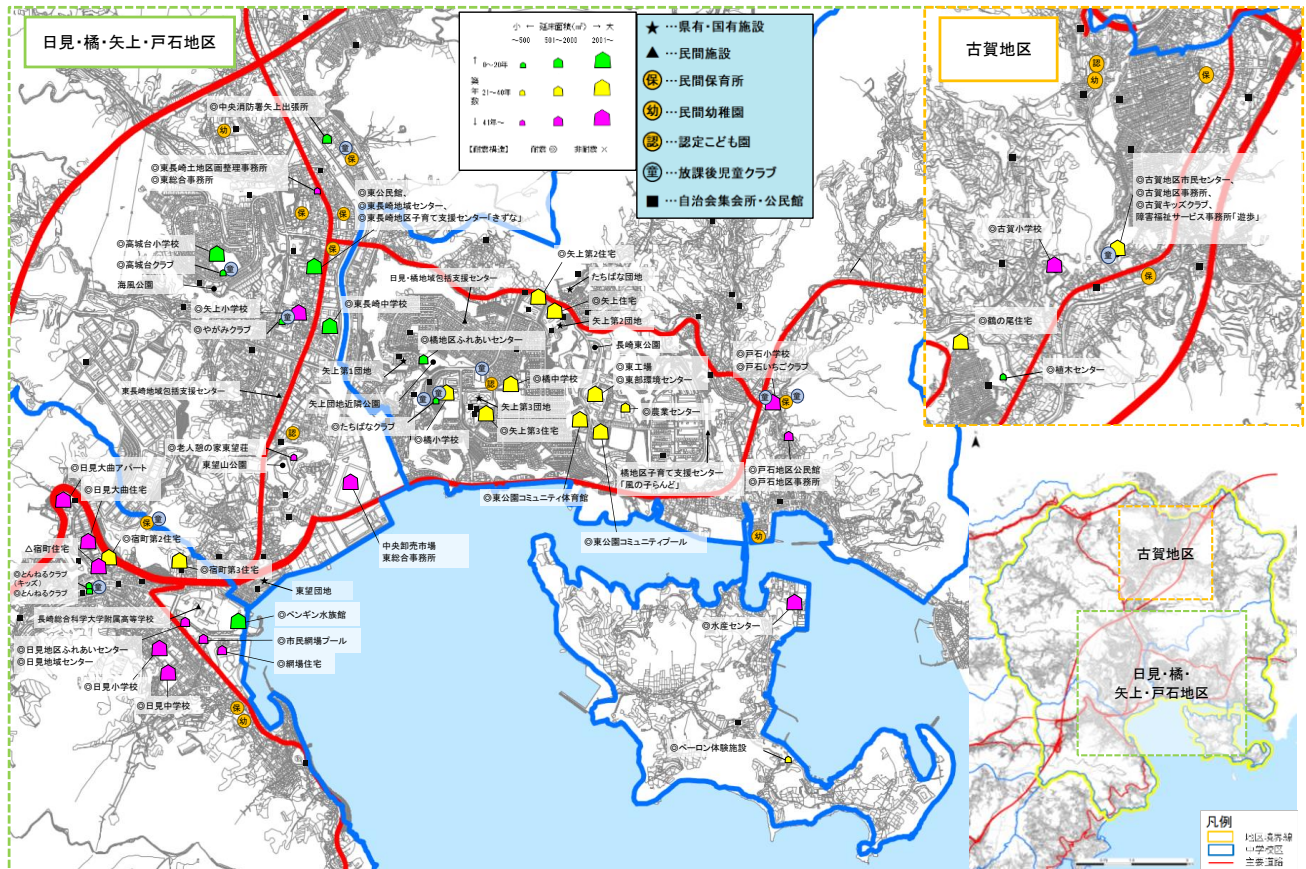 日見・橘・矢上・戸石地区
小 ← 延床面積(㎡) → 大
～500 501～2000 2001～
↑
築年数
↓
0～20年
21～40年
41年～
【耐震構造】 耐震 ◎ 非耐震 ×
★…県有・国有施設
▲…民間施設
保…民間保育所
幼…民間幼稚園
認…認定こども園
童…放課後児童クラブ
■…自治会集会所・公民館
古賀地区
◎古賀地区市民センター、
◎古賀地区事務所、
◎古賀キッズクラブ、
障害福祉サービス事務所「遊歩」
◎古賀小学校
◎鶴の尾住宅
◎植木センター
◎中央消防署矢上出張所
◎東長崎土地区画整理事務所
◎東総合事務所
◎東公民館、
◎東長崎地域センター、
◎東長崎地区子育て支援センター「きずな」
◎高城台小学校
◎高城台クラブ
海風公園
◎矢上小学校
◎やがみクラブ
◎東長崎中学校
日見・橘地域包括支援センター
◎矢上第2住宅
たちばな団地
◎矢上住宅
矢上第2団地
長崎東公園
◎橘地区ふれあいセンター
矢上第1団地
矢上団地近隣公園
◎たちばなクラブ
◎橘小学校
◎橘中学校
矢上第3団地
◎矢上第3住宅
◎東工場
◎東部環境センター
◎農業センター
◎戸石小学校
◎戸石いちごクラブ
東長崎地域包括支援センター
◎老人憩の家東望荘
東望山公園
橘地区子育て支援センター
「風の子らんど」
◎戸石地区公民館
◎戸石地区事務所
◎東公園コミュニティ体育館
◎東公園コミュニティプール
中央卸売市場
東総合事務所
◎日見大曲アパート
◎日見大曲住宅
△宿町住宅
◎宿町第2住宅
◎宿町第3住宅
◎とんねるクラブ
(キッズ)
◎とんねるクラブ
長崎総合科学大学附属高等学校
東望団地
◎ペンギン水族館
◎市民網場プール
◎網場住宅
◎日見地区ふれあいセンター
◎日見地域センター
◎日見小学校
◎日見中学校
◎水産センター
◎ペーロン体験施設
古賀地区
日見・橘・
矢上・戸石地区
凡例
地区境界線
中学校区
主要道路